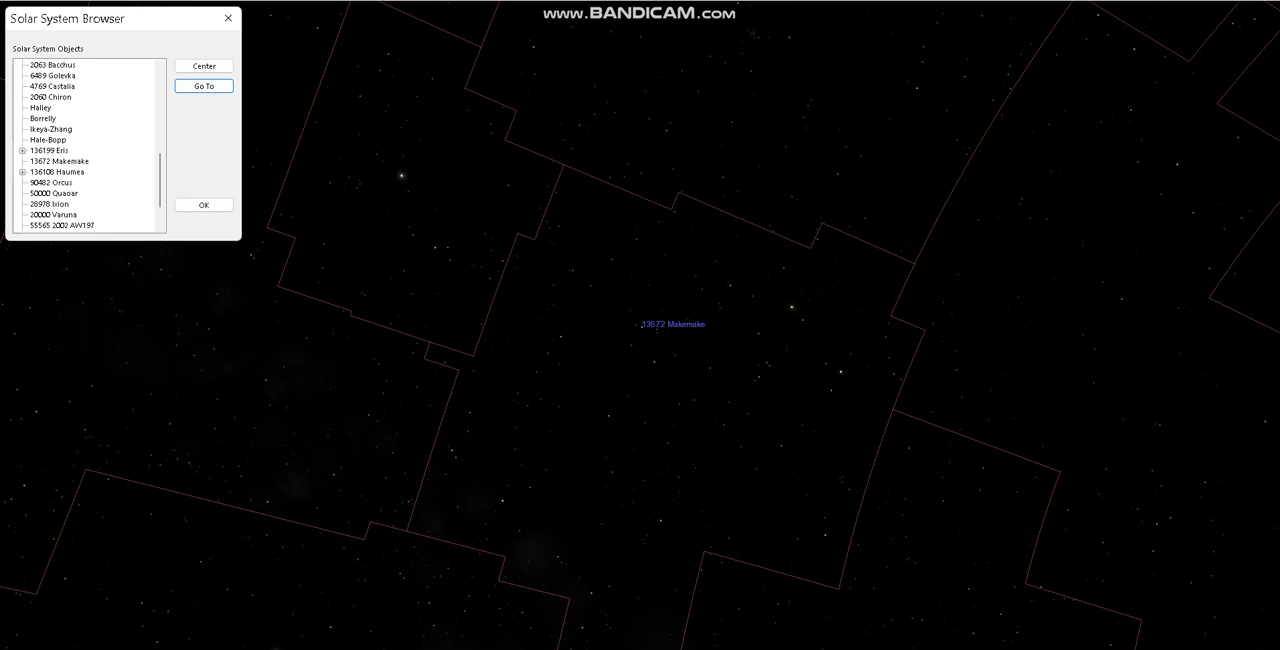 www.BANDICAM.com
Solar System Browser
Solar System Objects
2063 Bacchus
6489 Golevka
4769 Castalia
2060 Chiron
Halley
Borrelly
Ikeya-Zhang
Hale-Bopp
136199 Eris
13672 Makemake
136108 Haumea
90482 Orcus
50000 Quaoar
28978 Ixion
20000 Varuna
55565 2002 AW197
Center
Go To
OK
13672 Makemake